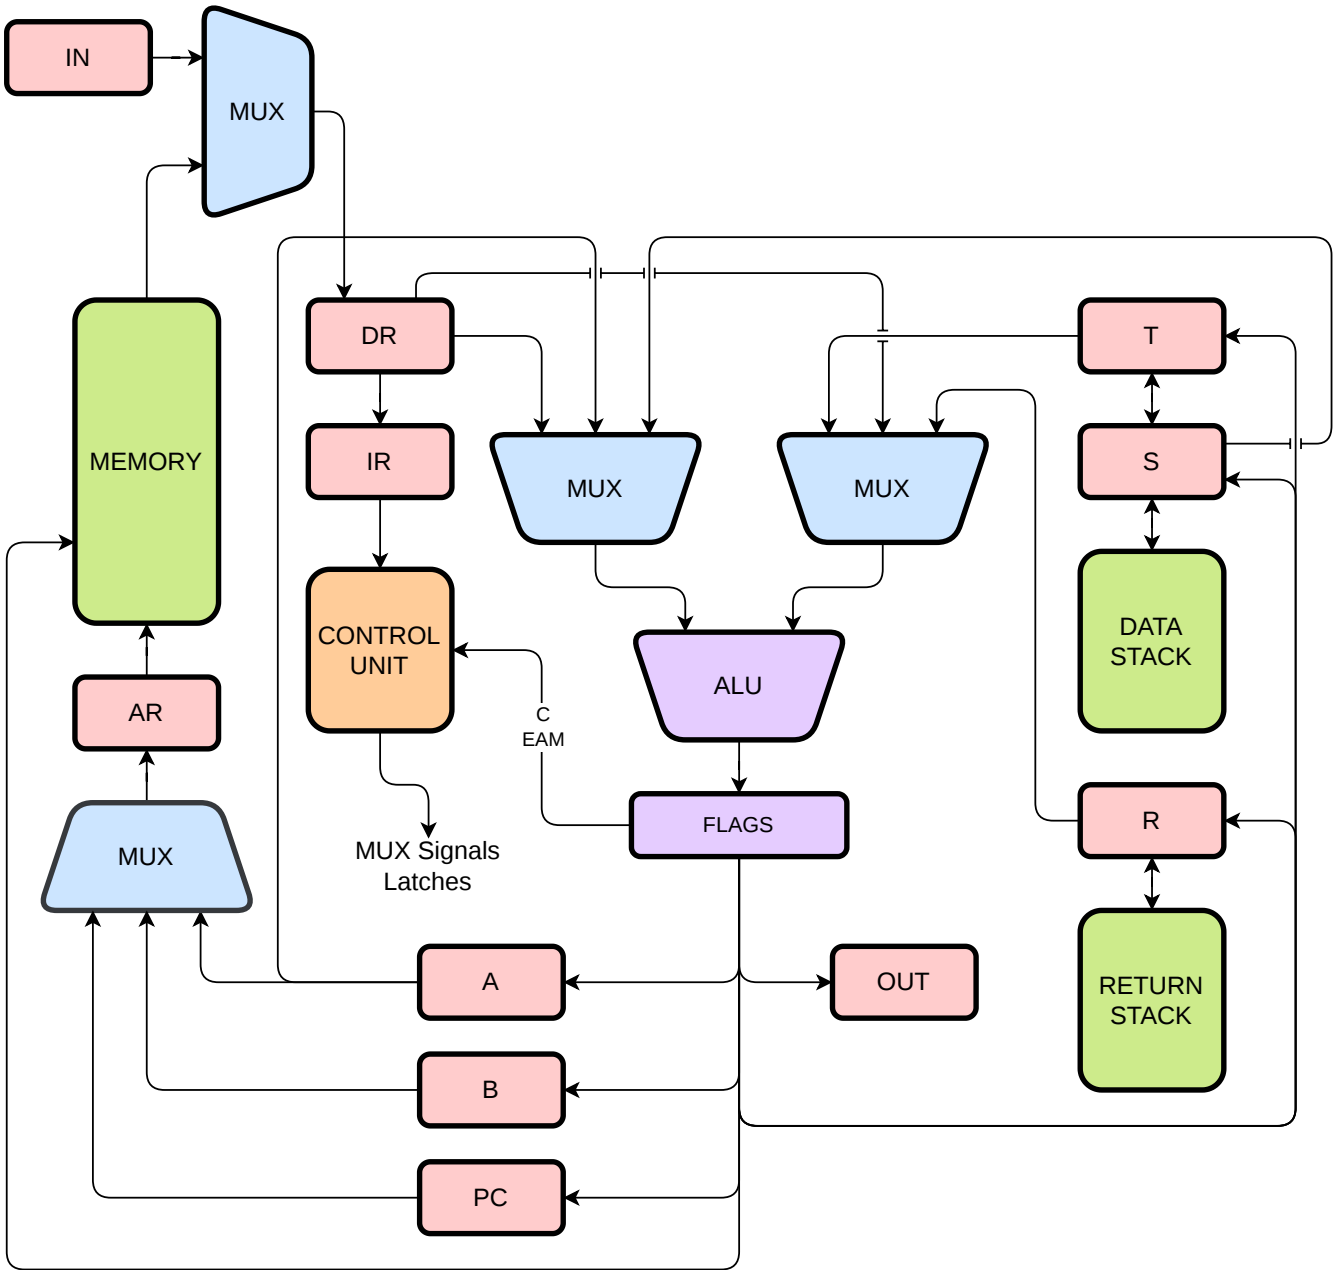 IN
MUX
DR
T
MEMORY
IR
MUX
MUX
S
CONTROL
UNIT
DATA
STACK
ALU
AR
C
EAM
FLAGS
R
MUX
MUX Signals
Latches
A
OUT
RETURN
STACK
B
PC